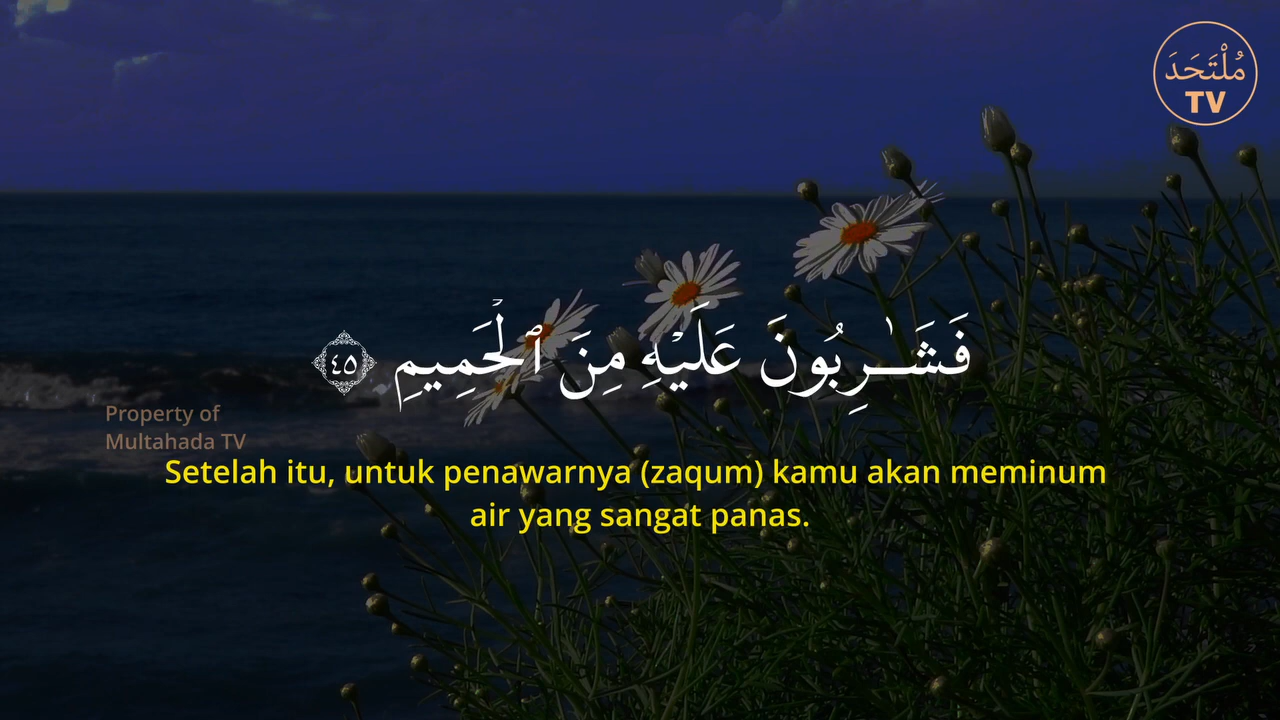 مُلْتَحَدَ
TV
فَشَـٰرِبُونَ عَلَيْهِ مِنَ ٱلْحَمِيمِ ٤٥
Property of
Multahada TV
Setelah itu, untuk penawarnya (zaqum) kamu akan meminum
air yang sangat panas.